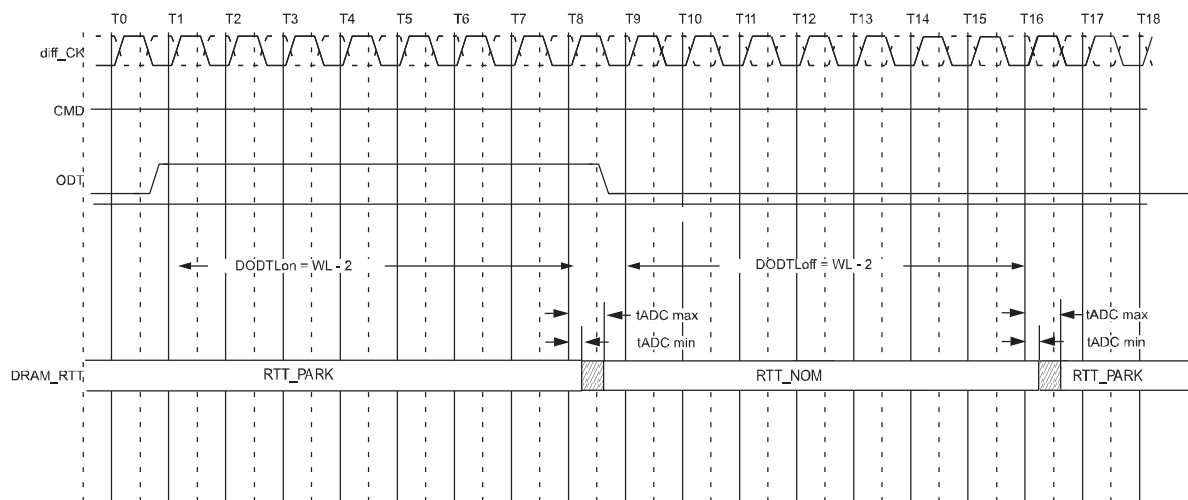 T0 T1 T2 T3 T4 T5 T6 T7 T8 T9 T10 T11 T12 T13 T14 T15 T16 T17 T18
diff_CK
CMD
ODT
DODTLon = WL - 2 DODTLoff = WL - 2
tADC max tADC max
tADC min tADC min
DRAM_RTT RTT_PARK RTT_NOM RTT_PARK